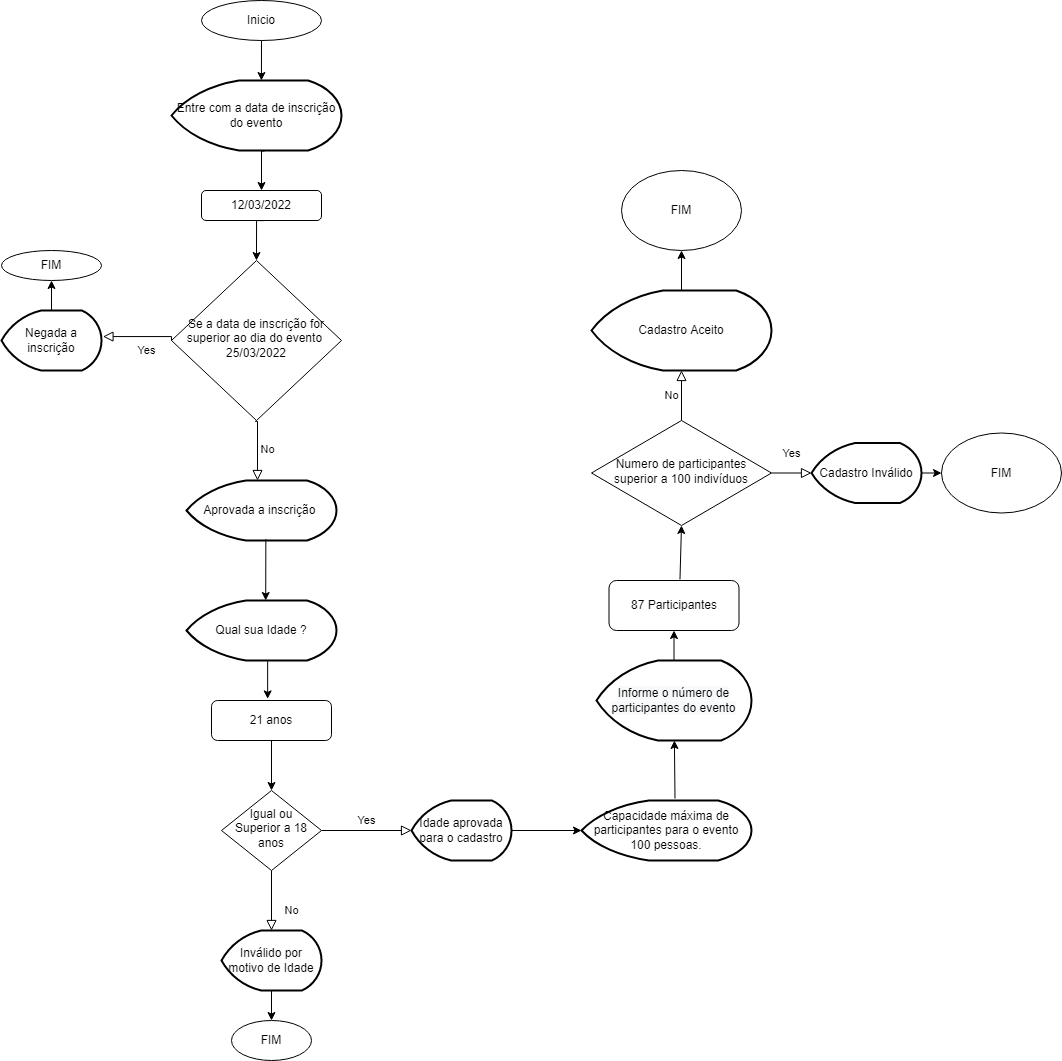 Inicio
Entre com a data de inscrição
do evento
12/03/2022
Se a data de inscrição for
superior ao dia do evento
25/03/2022
Yes
Negada a
inscrição
FIM
No
Aprovada a inscrição
Qual sua Idade ?
21 anos
Igual ou
Superior a 18
anos
No
Inválido por
motivo de Idade
FIM
Yes
Idade aprovada
para o cadastro
Capacidade máxima de
participantes para o evento
100 pessoas.
Informe o número de
participantes do evento
87 Participantes
Numero de participantes
superior a 100 indivíduos
Yes
Cadastro Inválido
FIM
No
Cadastro Aceito
FIM